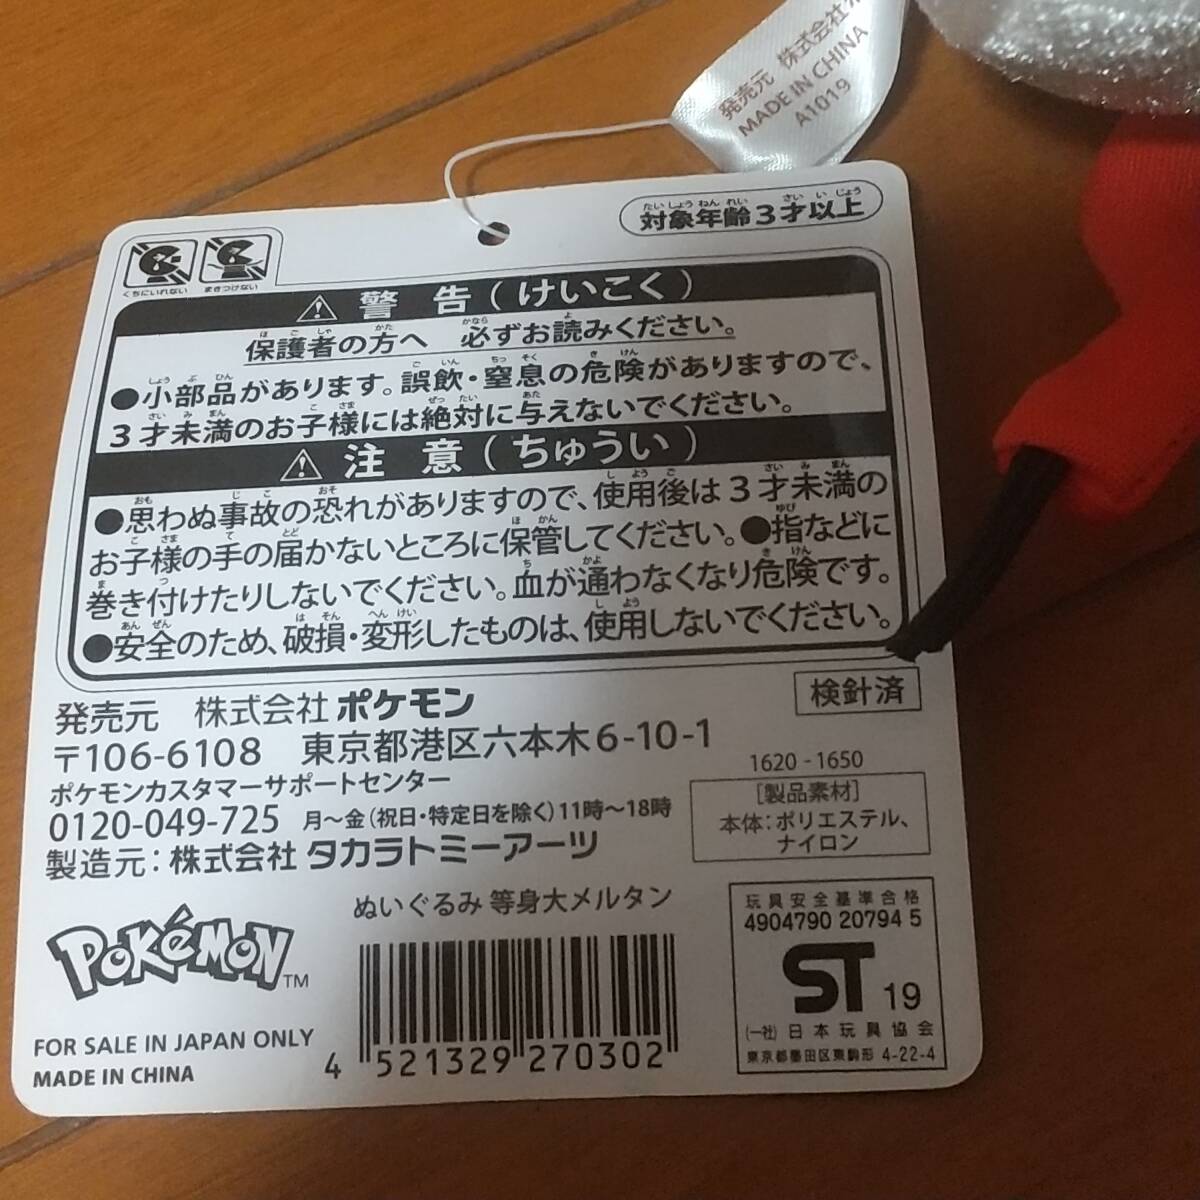 発売元 株式会社
MADE IN CHINA
A1019
対象年齢3才以上
くちにいれない まきつけない
警告(けいこく)
保護者の方へ 必ずお読みください。
●小部品があります。誤飲・窒息の危険がありますので、
3才未満のお子様には絶対に与えないでください。
注意(ちゅうい)
●思わぬ事故の恐れがありますので、使用後は3才未満の
お子様の手の届かないところに保管してください。●指などに
巻き付けたりしないでください。血が通わなくなり危険です。
●安全のため、破損・変形したものは、使用しないでください。
検針済
発売元 株式会社 ポケモン
〒106-6108 東京都港区六本木6-10-1
ポケモンカスタマーサポートセンター
0120-049-725 月～金(祝日・特定日を除く)11時～18時
製造元：株式会社 タカラトミーアーツ
1620 - 1650
[製品素材]
本体：ポリエステル、
ナイロン
ぬいぐるみ 等身大メルタン
POKéMON TM
FOR SALE IN JAPAN ONLY
MADE IN CHINA
4 521329 270302
玩具安全基準合格
4904790 20794 5
ST 19
(一社)日本玩具協会
東京都墨田区東駒形 4-22-4